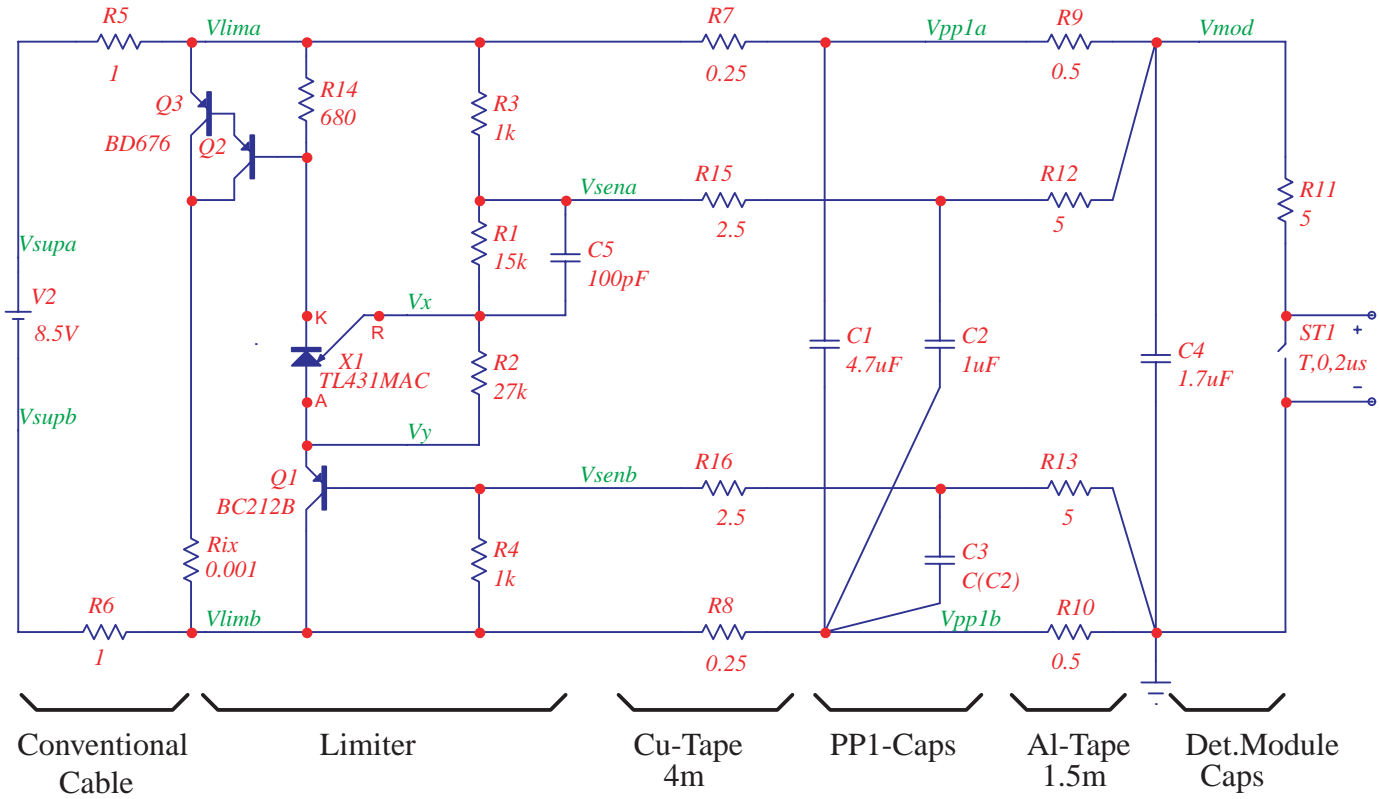 R5
Vlima
R7
Vpp1a
R9
Vmod
1
0.25
0.5
Q3
R14
680
R3
1k
BD676
Q2
Vsena
R15
R12
R11
5
2.5
5
Vsupa
R1
15k
C5
100pF
V2
8.5V
Vx
K
R
X1
TL431MAC
R2
27k
C1
4.7uF
C2
1uF
C4
1.7uF
ST1
+
T,0,2us
−
A
Vsupb
Vy
Q1
BC212B
Vsenb
R16
R13
2.5
5
Rix
0.001
R4
1k
C3
C(C2)
R6
Vlimb
R8
Vpp1b
R10
1
0.25
0.5
Conventional
Cable
Limiter
Cu-Tape
4m
PP1-Caps
Al-Tape
1.5m
Det.Module
Caps